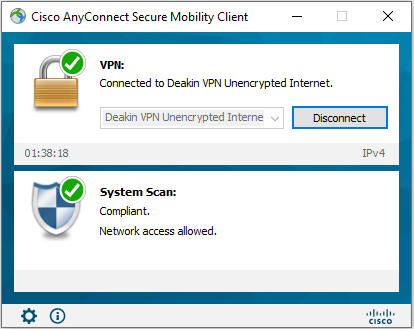 Cisco AnyConnect Secure Mobility Client
VPN:
Connected to Deakin VPN Unencrypted Internet.
Deakin VPN Unencrypted Interne
Disconnect
01:38:18
IPv4
System Scan:
Compliant.
Network access allowed.
CISCO